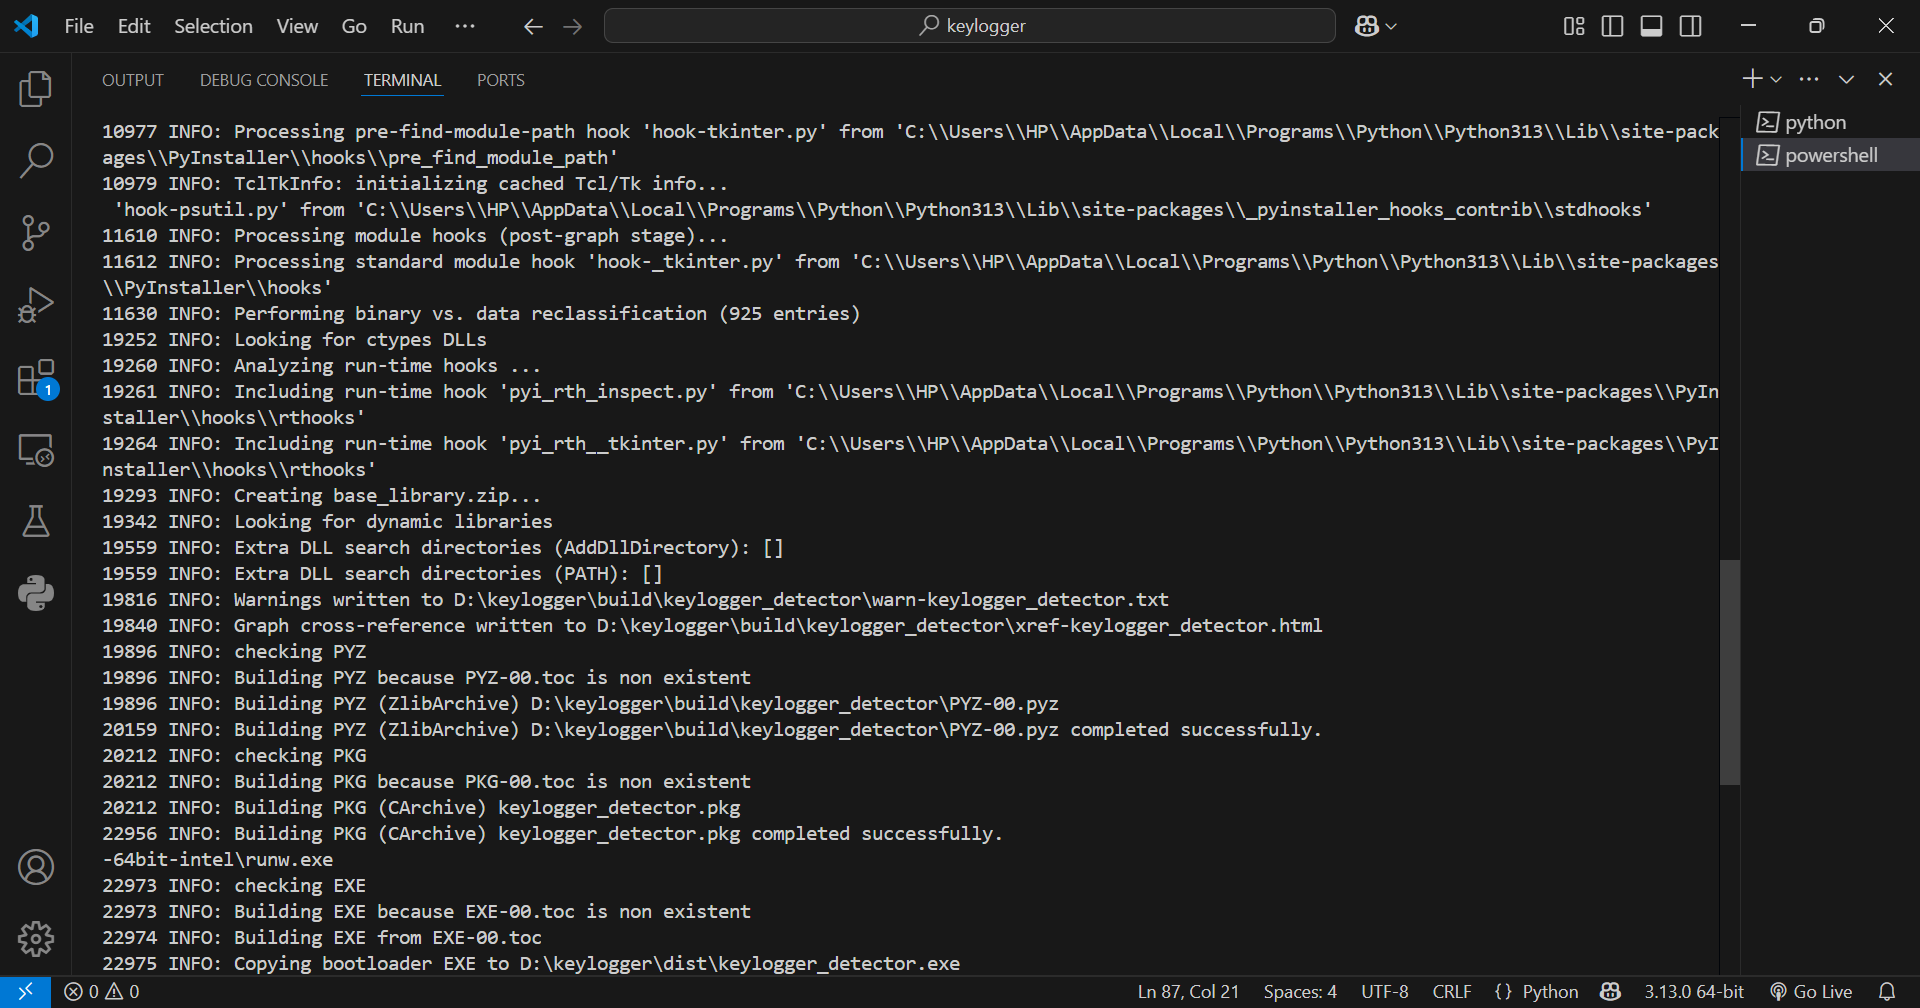 File Edit Selection View Go Run ... keylogger
OUTPUT DEBUG CONSOLE TERMINAL PORTS
10977 INFO: Processing pre-find-module-path hook 'hook-tkinter.py' from 'C:\\Users\\HP\\AppData\\Local\\Programs\\Python\\Python313\\Lib\\site-pack
ages\\PyInstaller\\hooks\\pre_find_module_path'
10979 INFO: TclTkInfo: initializing cached Tcl/Tk info...
'hook-psutil.py' from 'C:\\Users\\HP\\AppData\\Local\\Programs\\Python\\Python313\\Lib\\site-packages\\_pyinstaller_hooks_contrib\\stdhooks'
11610 INFO: Processing module hooks (post-graph stage)...
11612 INFO: Processing standard module hook 'hook-_tkinter.py' from 'C:\\Users\\HP\\AppData\\Local\\Programs\\Python\\Python313\\Lib\\site-packages
\\PyInstaller\\hooks'
11630 INFO: Performing binary vs. data reclassification (925 entries)
19252 INFO: Looking for ctypes DLLs
19260 INFO: Analyzing run-time hooks ...
19261 INFO: Including run-time hook 'pyi_rth_inspect.py' from 'C:\\Users\\HP\\AppData\\Local\\Programs\\Python\\Python313\\Lib\\site-packages\\PyIn
staller\\hooks\\rthooks'
19264 INFO: Including run-time hook 'pyi_rth__tkinter.py' from 'C:\\Users\\HP\\AppData\\Local\\Programs\\Python\\Python313\\Lib\\site-packages\\PyI
nstaller\\hooks\\rthooks'
19293 INFO: Creating base_library.zip...
19342 INFO: Looking for dynamic libraries
19559 INFO: Extra DLL search directories (AddDllDirectory): []
19559 INFO: Extra DLL search directories (PATH): []
19816 INFO: Warnings written to D:\keylogger\build\keylogger_detector\warn-keylogger_detector.txt
19840 INFO: Graph cross-reference written to D:\keylogger\build\keylogger_detector\xref-keylogger_detector.html
19896 INFO: checking PYZ
19896 INFO: Building PYZ because PYZ-00.toc is non existent
19896 INFO: Building PYZ (ZlibArchive) D:\keylogger\build\keylogger_detector\PYZ-00.pyz
20159 INFO: Building PYZ (ZlibArchive) D:\keylogger\build\keylogger_detector\PYZ-00.pyz completed successfully.
20212 INFO: checking PKG
20212 INFO: Building PKG because PKG-00.toc is non existent
20212 INFO: Building PKG (CArchive) keylogger_detector.pkg
22956 INFO: Building PKG (CArchive) keylogger_detector.pkg completed successfully.
-64bit-intel\runw.exe
22973 INFO: checking EXE
22973 INFO: Building EXE because EXE-00.toc is non existent
22974 INFO: Building EXE from EXE-00.toc
22975 INFO: Copying bootloader EXE to D:\keylogger\dist\keylogger_detector.exe
python
powershell
1
0 0 Ln 87, Col 21 Spaces: 4 UTF-8 CRLF {} Python 3.13.0 64-bit Go Live